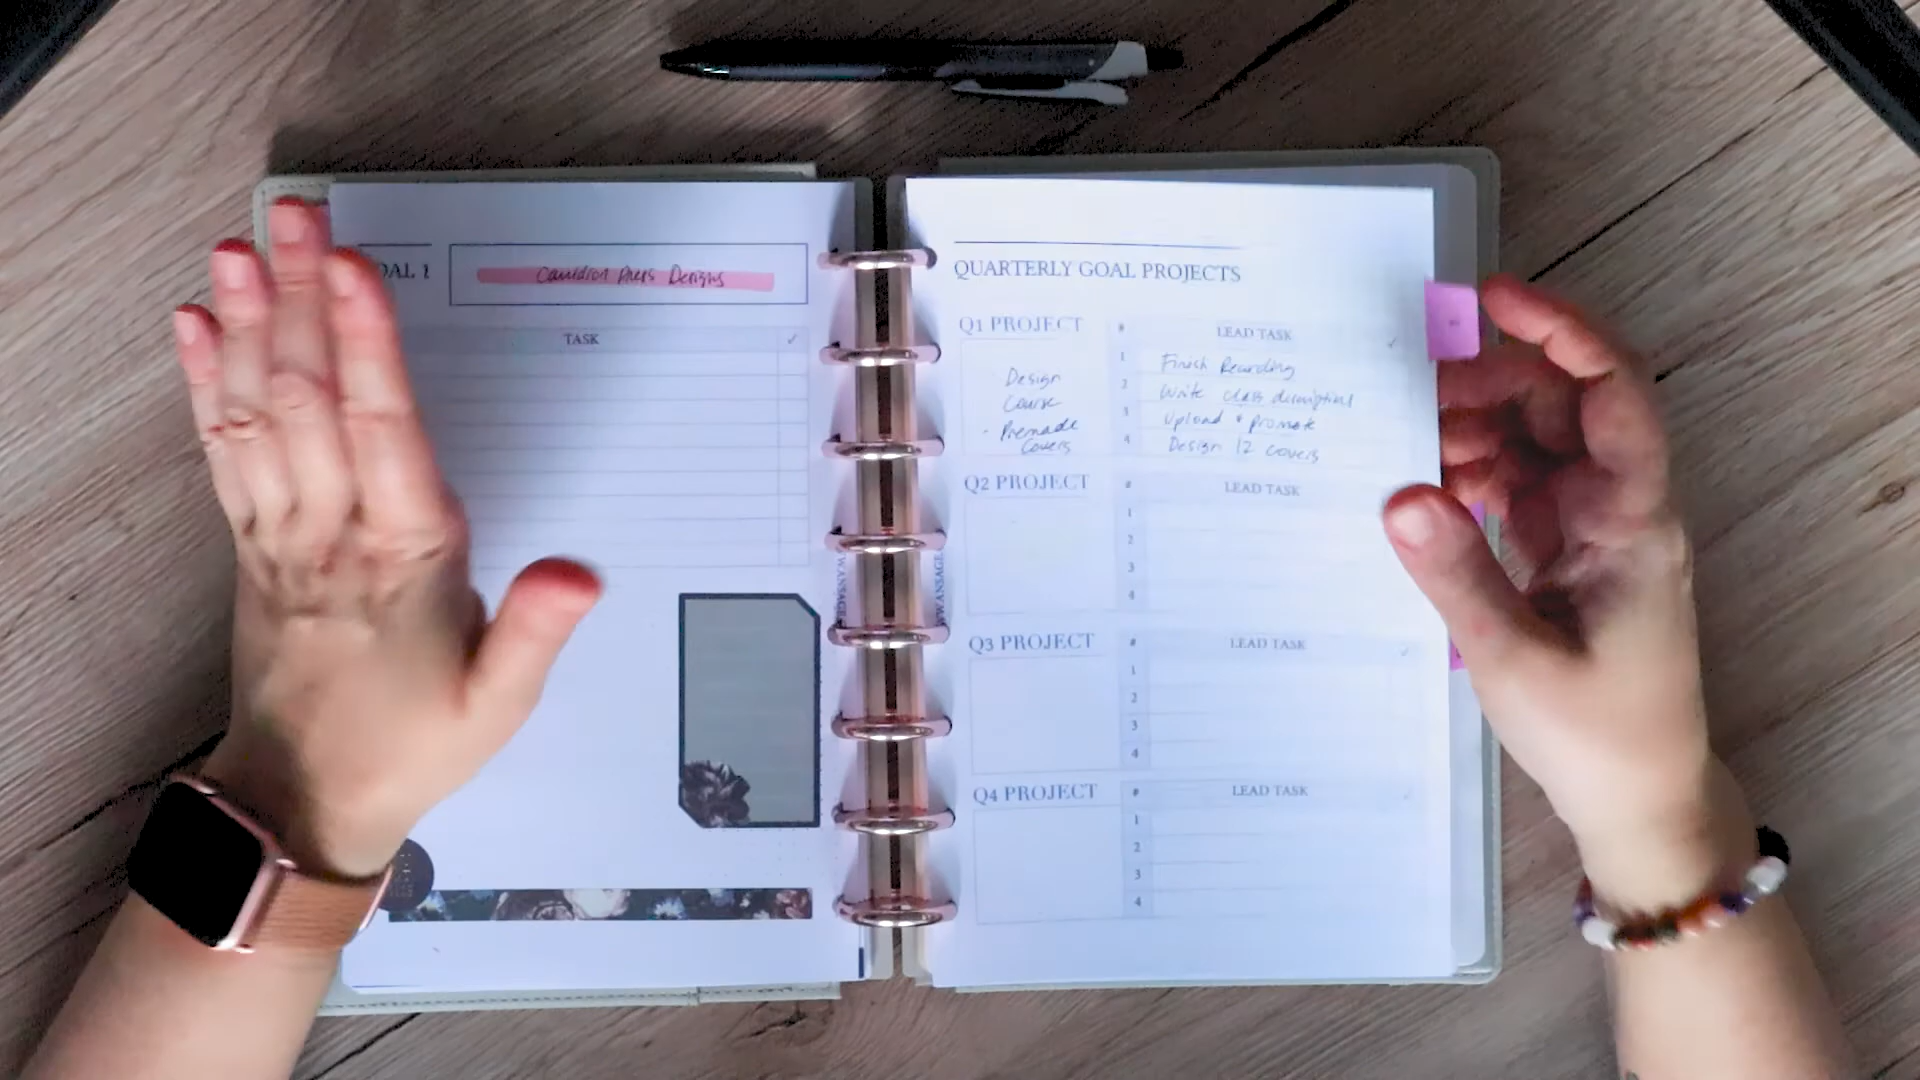 OAL 1
Cauldron Press Designs
TASK ✓
QUARTERLY GOAL PROJECTS
Q1 PROJECT
# LEAD TASK ✓
Design
Course
- Premade
Covers
1 Finish Recording
2 Write class descriptions
3 Upload + promote
4 Design 12 covers
Q2 PROJECT
# LEAD TASK
1
2
3
4
Q3 PROJECT
# LEAD TASK ✓
1
2
3
4
Q4 PROJECT
# LEAD TASK ✓
1
2
3
4